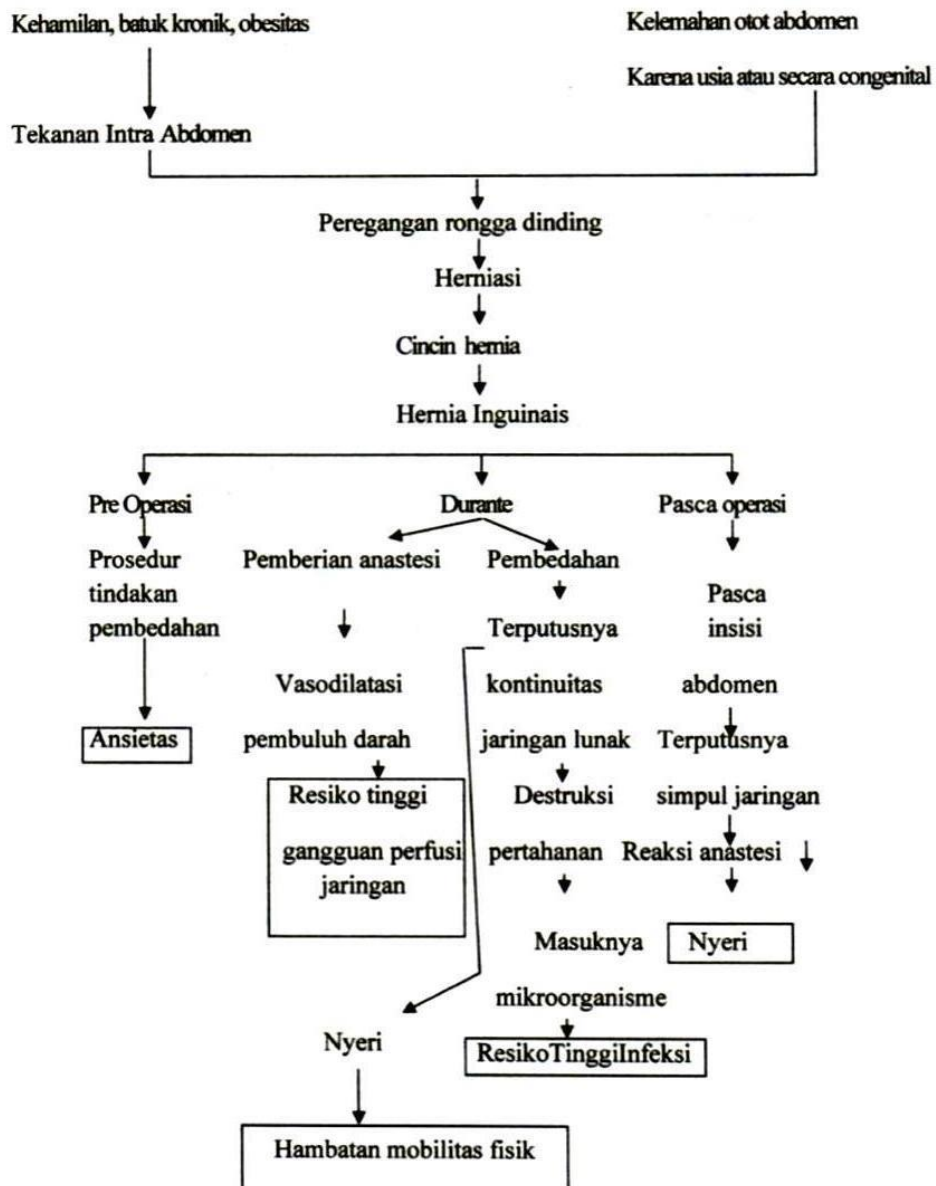 Kehamilan, batuk kronik, obesitas
Kelemahan otot abdomen
Karena usia atau secara congenital
Tekanan Intra Abdomen
Peregangan rongga dinding
Herniasi
Cincin hernia
Hernia Inguinais
Pre Operasi
Durante
Pasca operasi
Prosedur
tindakan
pembedahan
Ansietas
Pemberian anastesi
Vasodilatasi
pembuluh darah
Resiko tinggi
gangguan perfusi
jaringan
Pembedahan
Terputusnya
kontinuitas
jaringan lunak
Destruksi
pertahanan
Masuknya
mikroorganisme
ResikoTinggiInfeksi
Pasca
insisi
abdomen
Terputusnya
simpul jaringan
Reaksi anastesi ↓
Nyeri
Nyeri
Hambatan mobilitas fisik